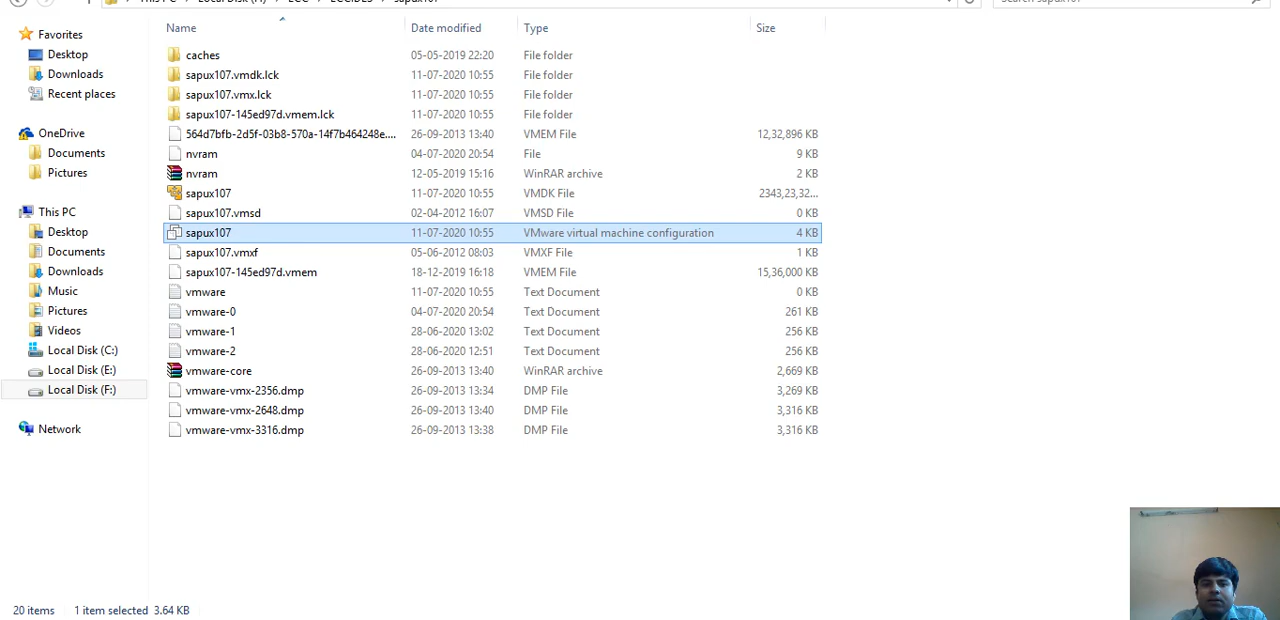 This PC Local Disk (F:) ECC ECCIDES sapux107 Search sapux107
Name Date modified Type Size
Favorites
Desktop
Downloads
Recent places
OneDrive
Documents
Pictures
This PC
Desktop
Documents
Downloads
Music
Pictures
Videos
Local Disk (C:)
Local Disk (E:)
Local Disk (F:)
Network
caches 05-05-2019 22:20 File folder
sapux107.vmdk.lck 11-07-2020 10:55 File folder
sapux107.vmx.lck 11-07-2020 10:55 File folder
sapux107-145ed97d.vmem.lck 11-07-2020 10:55 File folder
564d7bfb-2d5f-03b8-570a-14f7b464248e.... 26-09-2013 13:40 VMEM File 12,32,896 KB
nvram 04-07-2020 20:54 File 9 KB
nvram 12-05-2019 15:16 WinRAR archive 2 KB
sapux107 11-07-2020 10:55 VMDK File 2343,23,32...
sapux107.vmsd 02-04-2012 16:07 VMSD File 0 KB
sapux107 11-07-2020 10:55 VMware virtual machine configuration 4 KB
sapux107.vmxf 05-06-2012 08:03 VMXF File 1 KB
sapux107-145ed97d.vmem 18-12-2019 16:18 VMEM File 15,36,000 KB
vmware 11-07-2020 10:55 Text Document 0 KB
vmware-0 04-07-2020 20:54 Text Document 261 KB
vmware-1 28-06-2020 13:02 Text Document 256 KB
vmware-2 28-06-2020 12:51 Text Document 256 KB
vmware-core 26-09-2013 13:40 WinRAR archive 2,669 KB
vmware-vmx-2356.dmp 26-09-2013 13:34 DMP File 3,269 KB
vmware-vmx-2648.dmp 26-09-2013 13:40 DMP File 3,316 KB
vmware-vmx-3316.dmp 26-09-2013 13:38 DMP File 3,316 KB
20 items 1 item selected 3.64 KB